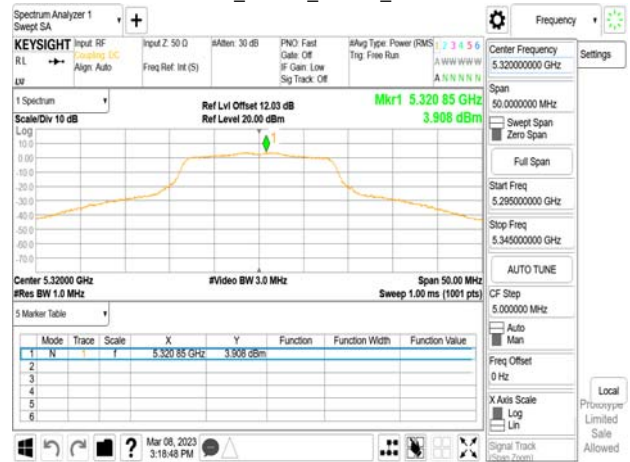 Spectrum Analyzer 1
Swept SA
+
Frequency
KEYSIGHT Input: RF Input Z: 50 Ω #Atten: 30 dB PNO: Fast #Avg Type: Power (RMS 1 2 3 4 5 6
RL Coupling: DC Gate: Off Trig: Free Run A W W W W W
Align: Auto Freq Ref: Int (S) IF Gain: Low
Sig Track: Off A N N N N N
Center Frequency
5.320000000 GHz
Settings
1 Spectrum
Scale/Div 10 dB
Ref Lvl Offset 12.03 dB
Ref Level 20.00 dBm
Mkr1 5.320 85 GHz
3.908 dBm
Log
10.0
0.00
-10.0
-20.0
-30.0
-40.0
-50.0
-60.0
-70.0
1
Center 5.32000 GHz #Video BW 3.0 MHz Span 50.00 MHz
#Res BW 1.0 MHz Sweep 1.00 ms (1001 pts)
5 Marker Table
Mode Trace Scale X Y Function Function Width Function Value
1 N 1 f 5.320 85 GHz 3.908 dBm
2
3
4
5
6
Span
50.0000000 MHz
Swept Span
Zero Span
Full Span
Start Freq
5.295000000 GHz
Stop Freq
5.345000000 GHz
AUTO TUNE
CF Step
5.000000 MHz
Auto
Man
Freq Offset
0 Hz
X Axis Scale
Log
Lin
Signal Track
(Span Zoom)
Local
Prototype
Limited
Sale
Allowed
?
Mar 08, 2023
3:18:48 PM